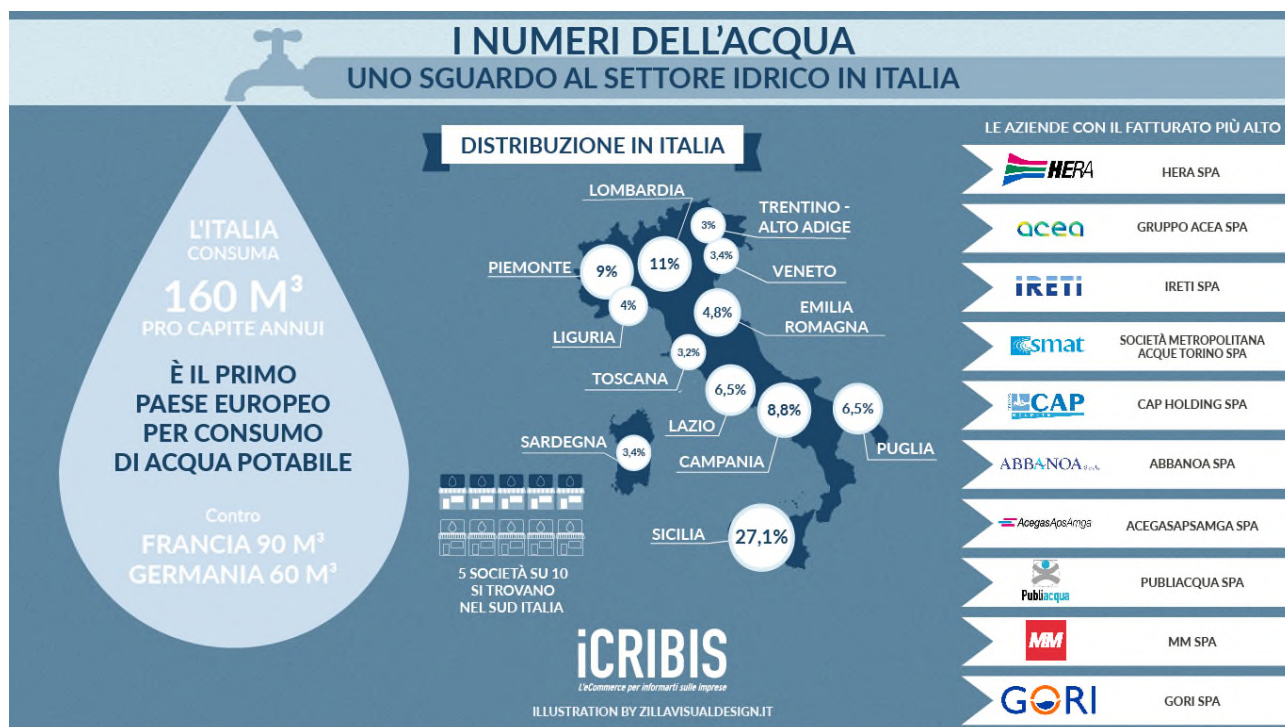 I NUMERI DELL'ACQUA
UNO SGUARDO AL SETTORE IDRICO IN ITALIA
L'ITALIA
CONSUMA
160 M³
PRO CAPITE ANNUI
È IL PRIMO
PAESE EUROPEO
PER CONSUMO
DI ACQUA POTABILE
Contro
FRANCIA 90 M³
GERMANIA 60 M³
DISTRIBUZIONE IN ITALIA
LOMBARDIA
11%
TRENTINO -
ALTO ADIGE
3%
PIEMONTE
9%
3,4%
VENETO
4%
LIGURIA
4,8%
EMILIA
ROMAGNA
3,2%
TOSCANA
6,5%
LAZIO
8,8%
CAMPANIA
6,5%
PUGLIA
SARDEGNA
3,4%
SICILIA
27,1%
5 SOCIETÀ SU 10
SI TROVANO
NEL SUD ITALIA
iCRIBIS
L'eCommerce per informarti sulle imprese
ILLUSTRATION BY ZILLAVISUALDESIGN.IT
LE AZIENDE CON IL FATTURATO PIÙ ALTO
HERA
HERA SPA
acea
GRUPPO ACEA SPA
iRETi
IRETI SPA
smat
SOCIETÀ METROPOLITANA
ACQUE TORINO SPA
CAP
CAP HOLDING SPA
ABBANOA
ABBANOA SPA
AcegasApsAmga
ACEGASAPSAMGA SPA
Publiacqua
PUBLIACQUA SPA
MM
MM SPA
GORI
GORI SPA